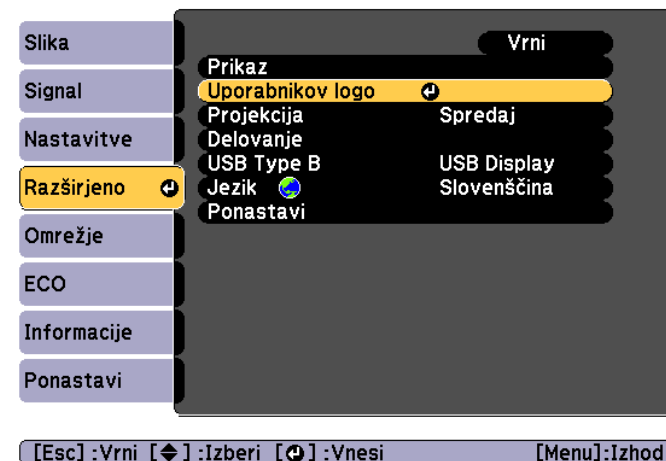 Slika
Signal
Nastavitve
Razširjeno
Omrežje
ECO
Informacije
Ponastavi
Vrni
Prikaz
Uporabnikov logo
Projekcija Spredaj
Delovanje
USB Type B USB Display
Jezik Slovenščina
Ponastavi
[Esc] :Vrni [◆] :Izberi [⏎] :Vnesi [Menu]:Izhod